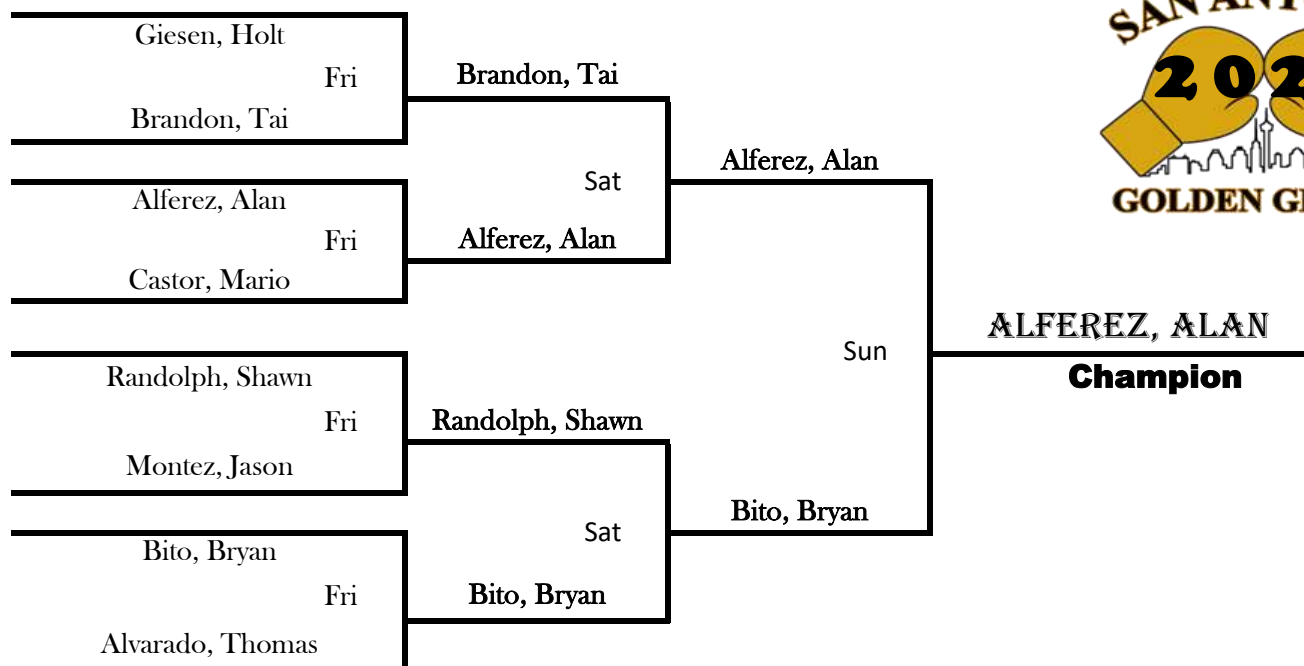 Giesen, Holt
Fri
Brandon, Tai
Alferez, Alan
Fri
Castor, Mario
Randolph, Shawn
Fri
Montez, Jason
Bito, Bryan
Fri
Alvarado, Thomas
Brandon, Tai
Sat
Alferez, Alan
Randolph, Shawn
Sat
Bito, Bryan
Alferez, Alan
Sun
Bito, Bryan
ALFEREZ, ALAN
Champion
SAN
GOLDEN